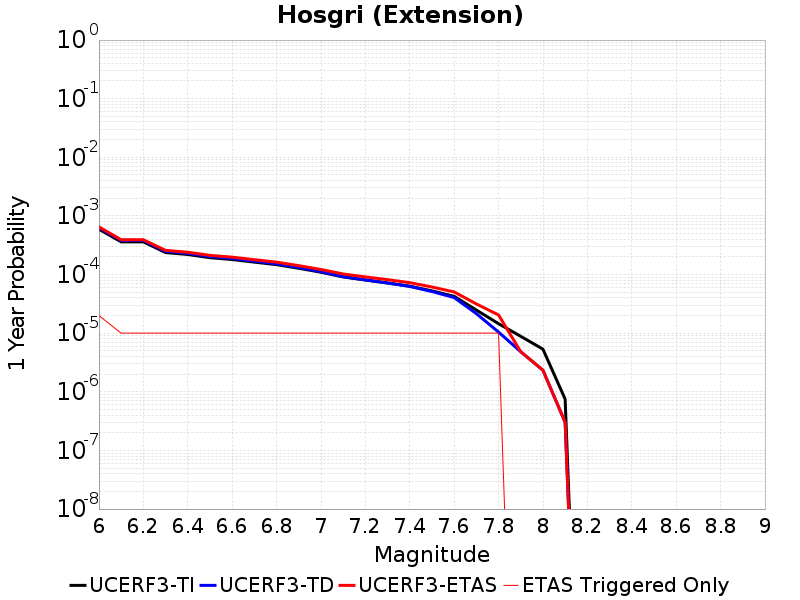 Hosgri (Extension)
10^0
10^-1
10^-2
10^-3
10^-4
10^-5
10^-6
10^-7
10^-8
1 Year Probability
6 6.2 6.4 6.6 6.8 7 7.2 7.4 7.6 7.8 8 8.2 8.4 8.6 8.8 9
Magnitude
UCERF3-TI UCERF3-TD UCERF3-ETAS ETAS Triggered Only